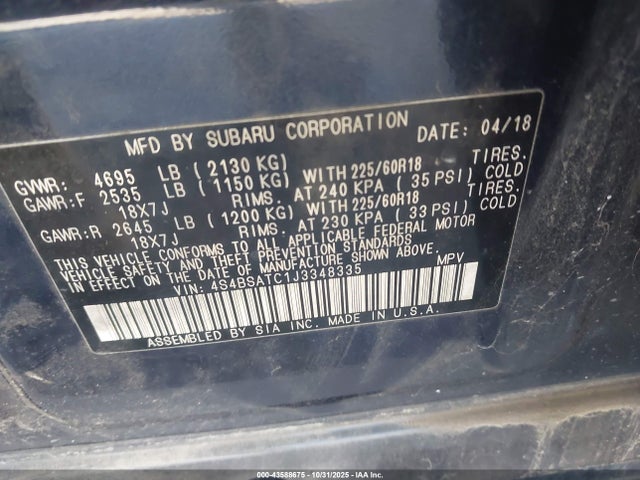 MFD BY SUBARU CORPORATION DATE: 04/18
GVWR: 4695 LB (2130 KG)
GAWR:F 2535 LB (1150 KG) WITH 225/60R18 TIRES.
18X7J RIMS. AT 240 KPA (35 PSI) COLD
GAWR:R 2645 LB (1200 KG) WITH 225/60R18 TIRES.
18X7J RIMS. AT 230 KPA (33 PSI) COLD
THIS VEHICLE CONFORMS TO ALL APPLICABLE FEDERAL MOTOR
VEHICLE SAFETY, AND THEFT PREVENTION STANDARDS
IN EFFECT ON THE DATE OF MANUFACTURE SHOWN ABOVE.
VIN: 4S4BSATC1J3348335 MPV
ASSEMBLED BY SIA INC. MADE IN U.S.A.
000-43588675 - 10/31/2025 - IAA Inc.